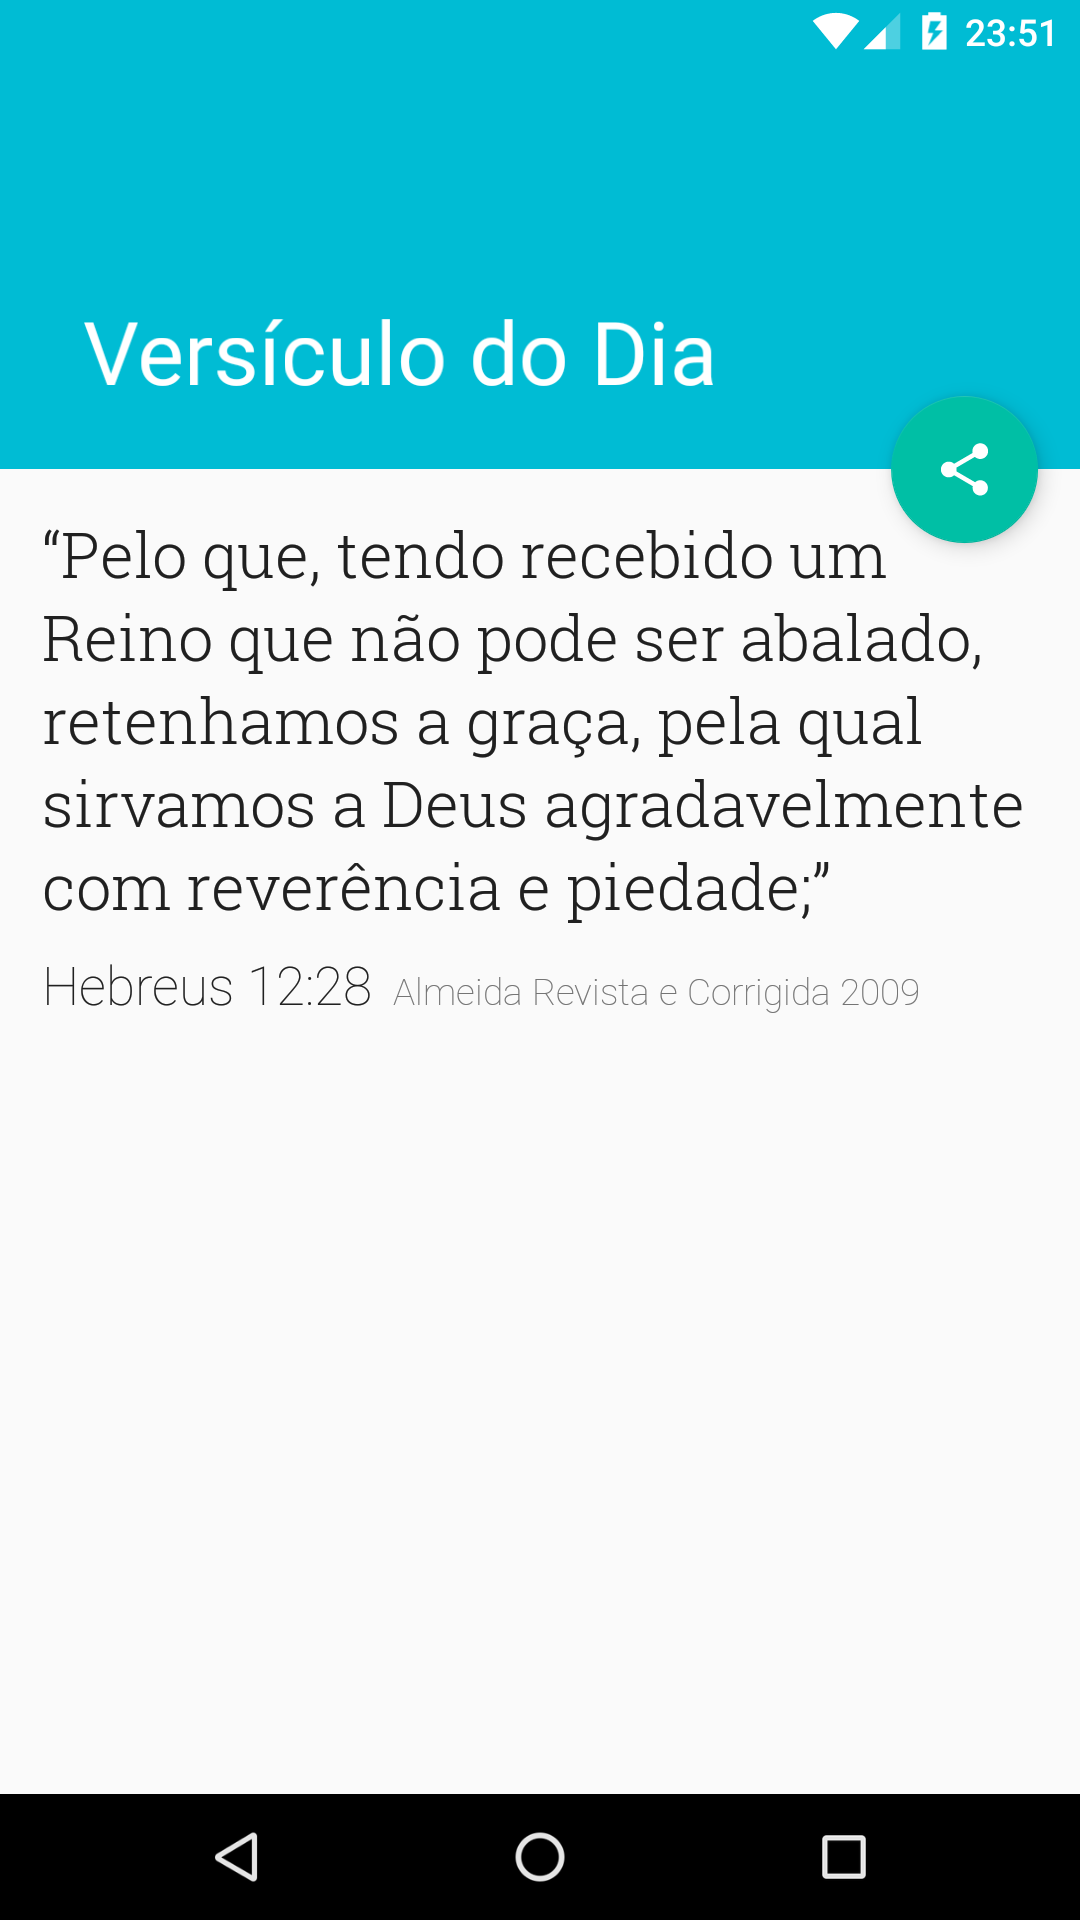 23:51
Versículo do Dia
“Pelo que, tendo recebido um
Reino que não pode ser abalado,
retenhamos a graça, pela qual
sirvamos a Deus agradavelmente
com reverência e piedade;”
Hebreus 12:28 Almeida Revista e Corrigida 2009